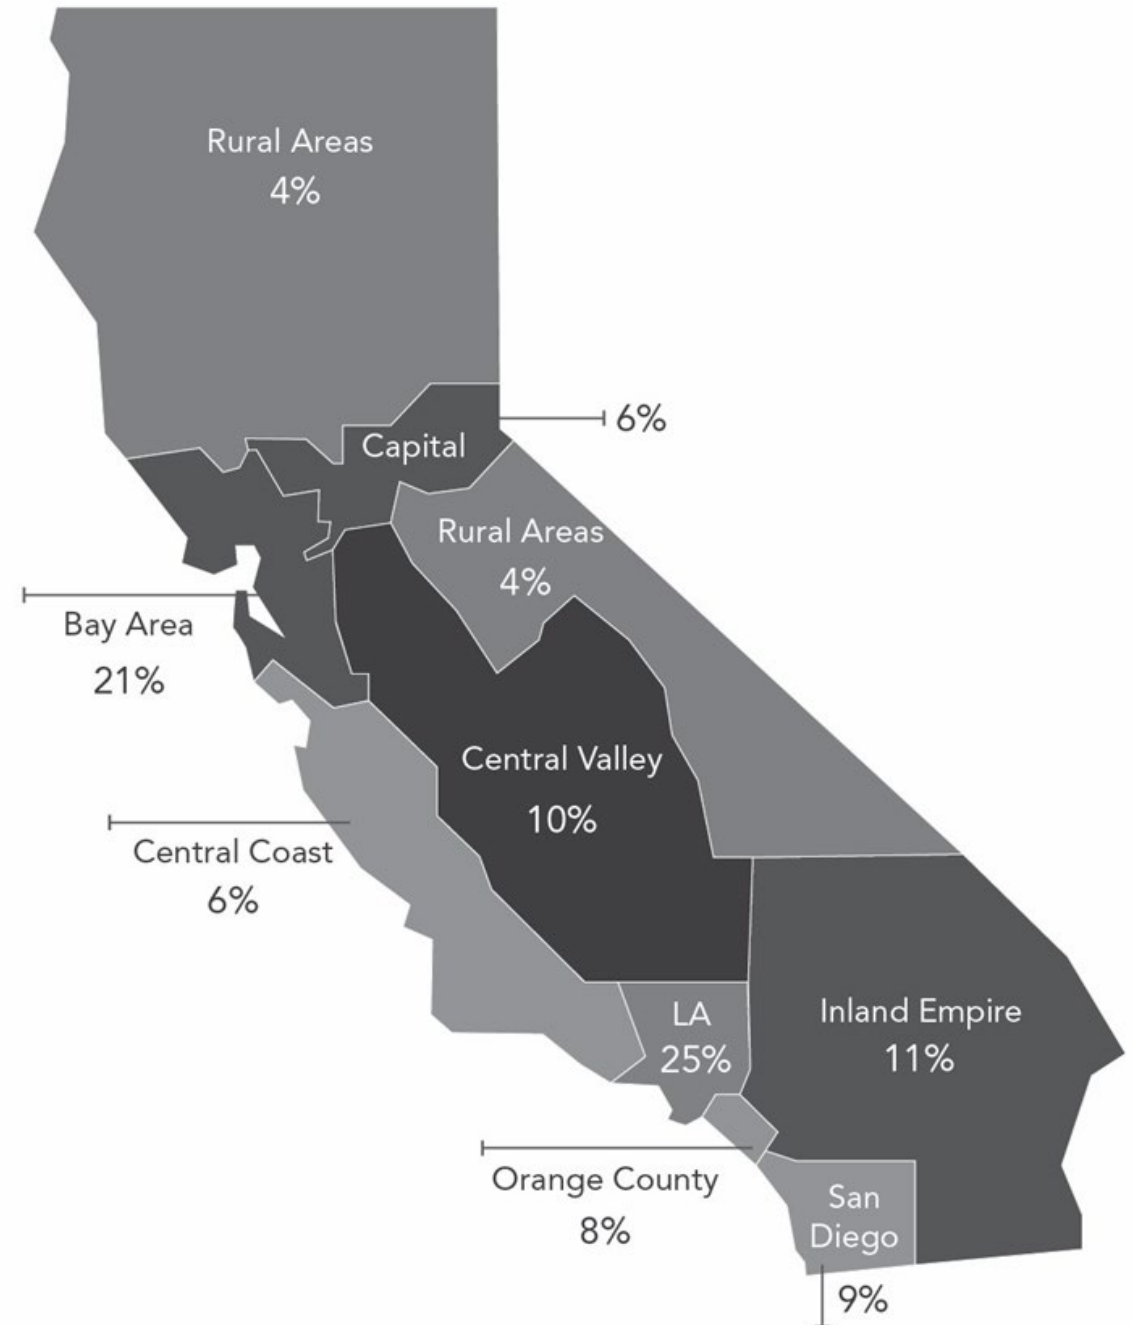 Rural Areas
4%
6%
Capital
Rural Areas
4%
Bay Area
21%
Central Valley
10%
Central Coast
6%
LA
25%
Inland Empire
11%
Orange County
8%
San
Diego
9%